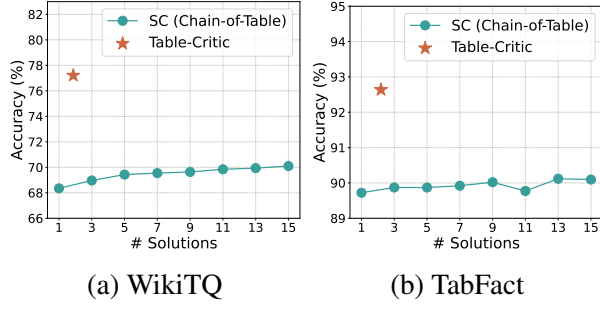 82
80
78
76
74
72
70
68
66
Accuracy (%)
SC (Chain-of-Table)
Table-Critic
1 3 5 7 9 11 13 15
# Solutions
(a) WikiTQ
95
94
93
92
91
90
89
Accuracy (%)
SC (Chain-of-Table)
Table-Critic
1 3 5 7 9 11 13 15
# Solutions
(b) TabFact